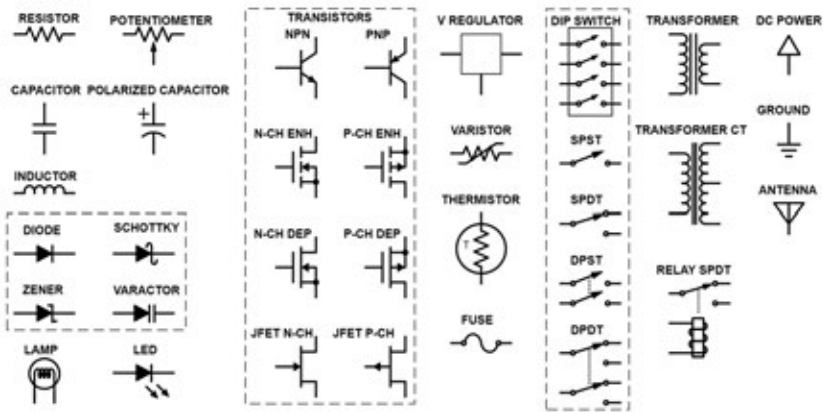 RESISTOR
POTENTIOMETER
CAPACITOR
POLARIZED CAPACITOR
+
INDUCTOR
DIODE
SCHOTTKY
ZENER
VARACTOR
LAMP
LED
TRANSISTORS
NPN
PNP
N-CH ENH
P-CH ENH
N-CH DEP
P-CH DEP
JFET N-CH
JFET P-CH
V REGULATOR
VARISTOR
THERMISTOR
T
FUSE
DIP SWITCH
SPST
SPDT
DPST
DPDT
TRANSFORMER
TRANSFORMER CT
RELAY SPDT
DC POWER
GROUND
ANTENNA